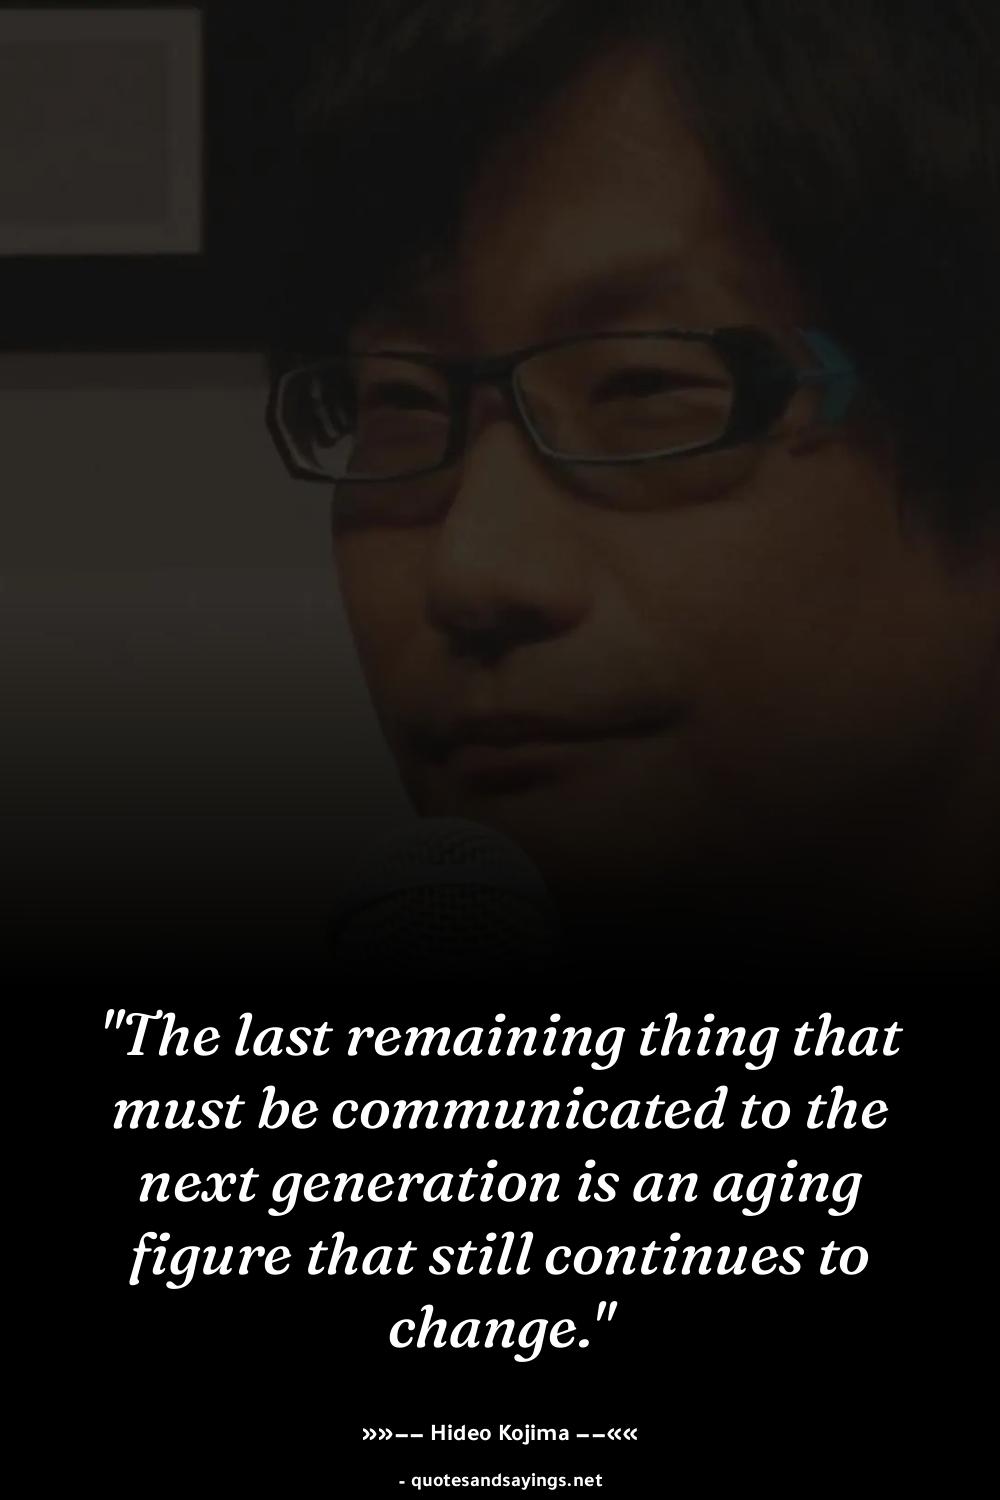 "The last remaining thing that
must be communicated to the
next generation is an aging
figure that still continues to
change."
»»−− Hideo Kojima −−««
- quotesandsayings.net